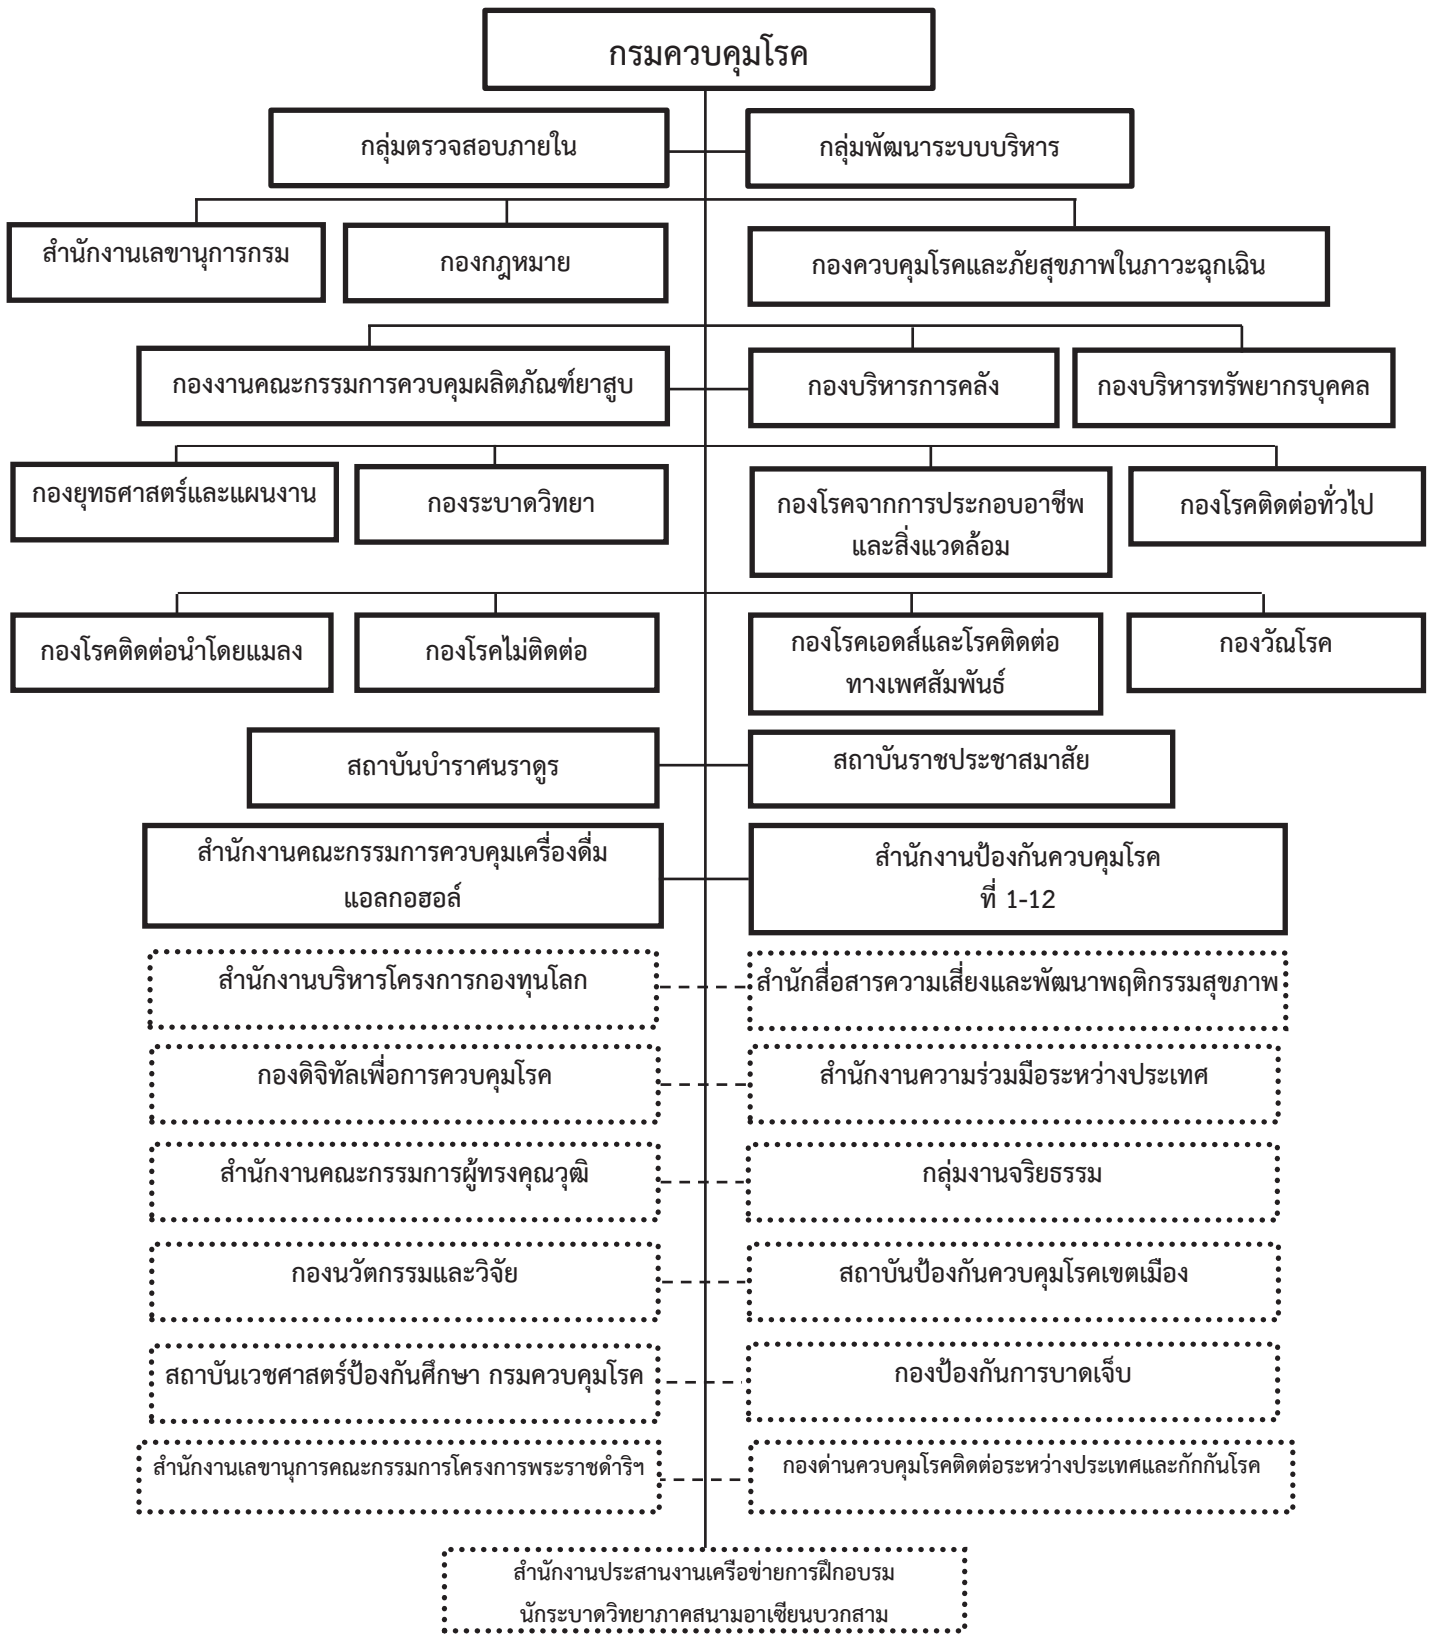 กรมควบคุมโรค
กลุ่มตรวจสอบภายใน
กลุ่มพัฒนาระบบบริหาร
สำนักงานเลขานุการกรม
กองกฎหมาย
กองควบคุมโรคและภัยสุขภาพในภาวะฉุกเฉิน
กองงานคณะกรรมการควบคุมผลิตภัณฑ์ยาสูบ
กองบริหารการคลัง
กองบริหารทรัพยากรบุคคล
กองยุทธศาสตร์และแผนงาน
กองระบาดวิทยา
กองโรคจากการประกอบอาชีพ
และสิ่งแวดล้อม
กองโรคติดต่อทั่วไป
กองโรคติดต่อนำโดยแมลง
กองโรคไม่ติดต่อ
กองโรคเอดส์และโรคติดต่อ
ทางเพศสัมพันธ์
กองวัณโรค
สถาบันบำราศนราดูร
สถาบันราชประชาสมาสัย
สำนักงานคณะกรรมการควบคุมเครื่องดื่ม
แอลกอฮอล์
สำนักงานป้องกันควบคุมโรค
ที่ 1-12
สำนักงานบริหารโครงการกองทุนโลก
สำนักสื่อสารความเสี่ยงและพัฒนาพฤติกรรมสุขภาพ
กองดิจิทัลเพื่อการควบคุมโรค
สำนักงานความร่วมมือระหว่างประเทศ
สำนักงานคณะกรรมการผู้ทรงคุณวุฒิ
กลุ่มงานจริยธรรม
กองนวัตกรรมและวิจัย
สถาบันป้องกันควบคุมโรคเขตเมือง
สถาบันเวชศาสตร์ป้องกันศึกษา กรมควบคุมโรค
กองป้องกันการบาดเจ็บ
สำนักงานเลขานุการคณะกรรมการโครงการพระราชดำริฯ
กองด่านควบคุมโรคติดต่อระหว่างประเทศและกักกันโรค
สำนักงานประสานงานเครือข่ายการฝึกอบรม
นักระบาดวิทยาภาคสนามอาเซียนบวกสาม